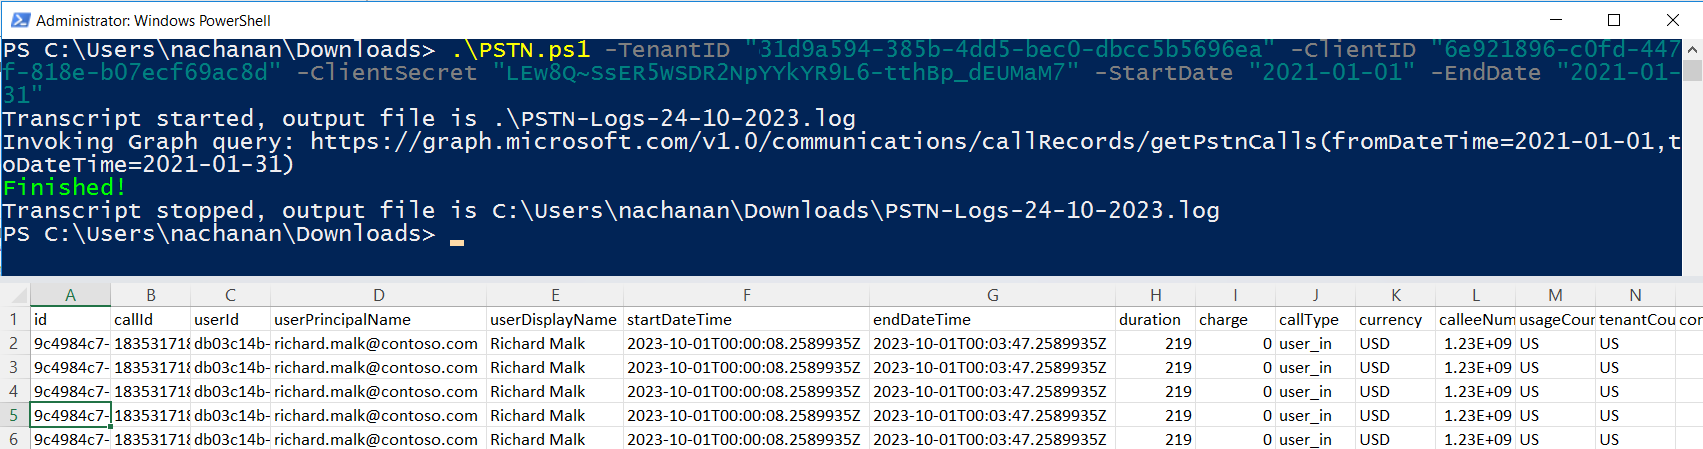 Administrator: Windows PowerShell
PS C:\Users\nachanan\Downloads> .\PSTN.ps1 -TenantID "31d9a594-385b-4dd5-bec0-dbcc5b5696ea" -ClientID "6e921896-c0fd-447
f-818e-b07ecf69ac8d" -ClientSecret "LEw8Q~SsER5WSDR2NpYYkYR9L6-tthBp_dEUMaM7" -StartDate "2021-01-01" -EndDate "2021-01-
31"
Transcript started, output file is .\PSTN-Logs-24-10-2023.log
Invoking Graph query: https://graph.microsoft.com/v1.0/communications/callRecords/getPstnCalls(fromDateTime=2021-01-01,t
oDateTime=2021-01-31)
Finished!
Transcript stopped, output file is C:\Users\nachanan\Downloads\PSTN-Logs-24-10-2023.log
PS C:\Users\nachanan\Downloads>
A B C D E F G H I J K L M N
1 id callId userId userPrincipalName userDisplayName startDateTime endDateTime duration charge callType currency calleeNum usageCour tenantCou con
2 9c4984c7- 183531718 db03c14b- richard.malk@contoso.com Richard Malk 2023-10-01T00:00:08.2589935Z 2023-10-01T00:03:47.2589935Z 219 0 user_in USD 1.23E+09 US US
3 9c4984c7- 183531718 db03c14b- richard.malk@contoso.com Richard Malk 2023-10-01T00:00:08.2589935Z 2023-10-01T00:03:47.2589935Z 219 0 user_in USD 1.23E+09 US US
4 9c4984c7- 183531718 db03c14b- richard.malk@contoso.com Richard Malk 2023-10-01T00:00:08.2589935Z 2023-10-01T00:03:47.2589935Z 219 0 user_in USD 1.23E+09 US US
5 9c4984c7- 183531718 db03c14b- richard.malk@contoso.com Richard Malk 2023-10-01T00:00:08.2589935Z 2023-10-01T00:03:47.2589935Z 219 0 user_in USD 1.23E+09 US US
6 9c4984c7- 183531718 db03c14b- richard.malk@contoso.com Richard Malk 2023-10-01T00:00:08.2589935Z 2023-10-01T00:03:47.2589935Z 219 0 user_in USD 1.23E+09 US US